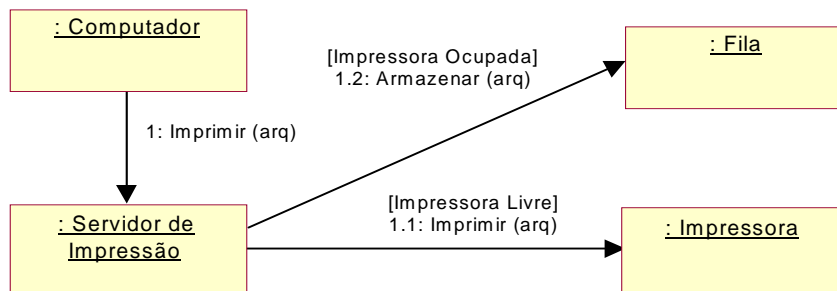 : Computador
[Impressora Ocupada]
1.2: Armazenar (arq)
: Fila
1: Imprimir (arq)
: Servidor de
Impressão
[Impressora Livre]
1.1: Imprimir (arq)
: Impressora